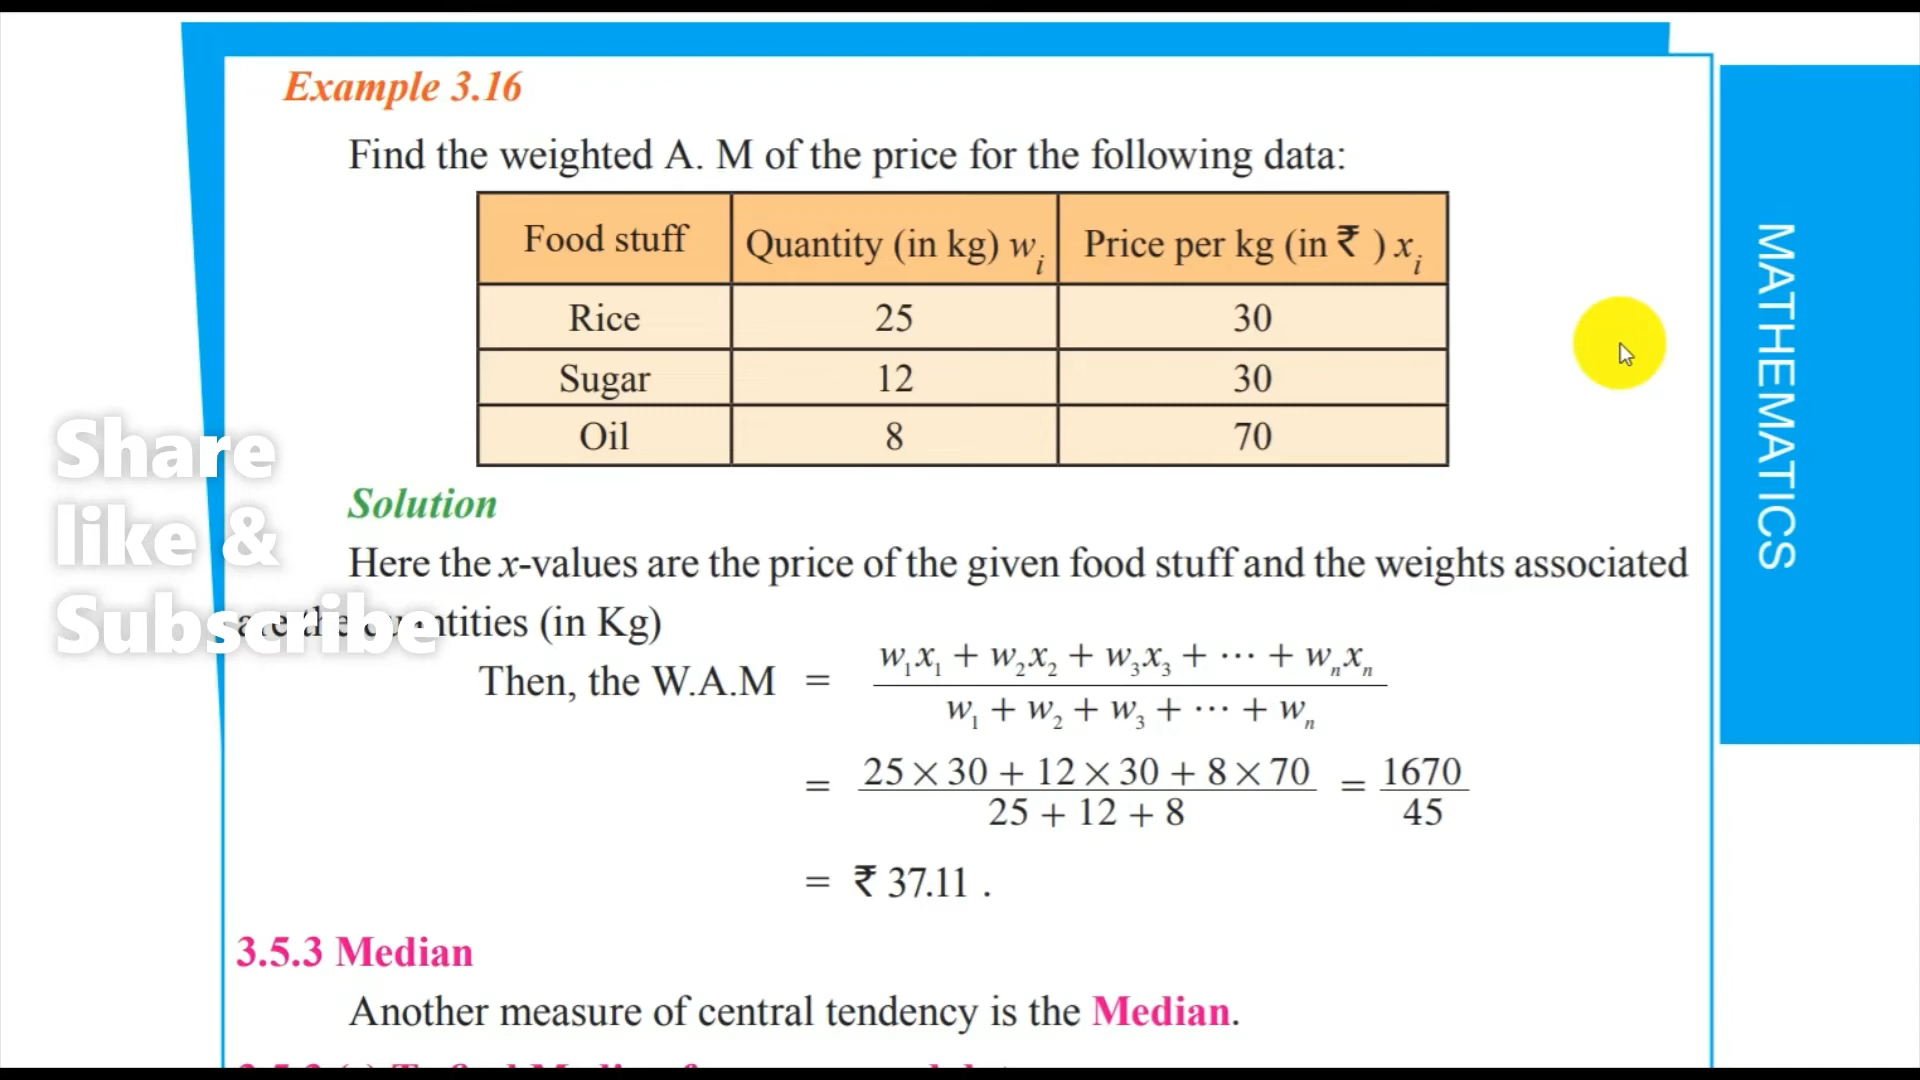 Example 3.16
Find the weighted A. M of the price for the following data:
Food stuff Quantity (in kg) wᵢ Price per kg (in ₹ ) xᵢ
Rice 25 30
Sugar 12 30
Oil 8 70
Solution
Here the x-values are the price of the given food stuff and the weights associated
are the quantities (in Kg)
Then, the W.A.M = w₁x₁ + w₂x₂ + w₃x₃ + ⋯ + wₙxₙ
w₁ + w₂ + w₃ + ⋯ + wₙ
= 25 × 30 + 12 × 30 + 8 × 70 = 1670
25 + 12 + 8 45
= ₹ 37.11 .
3.5.3 Median
Another measure of central tendency is the Median.
MATHEMATICS
Share
like &
Subscribe